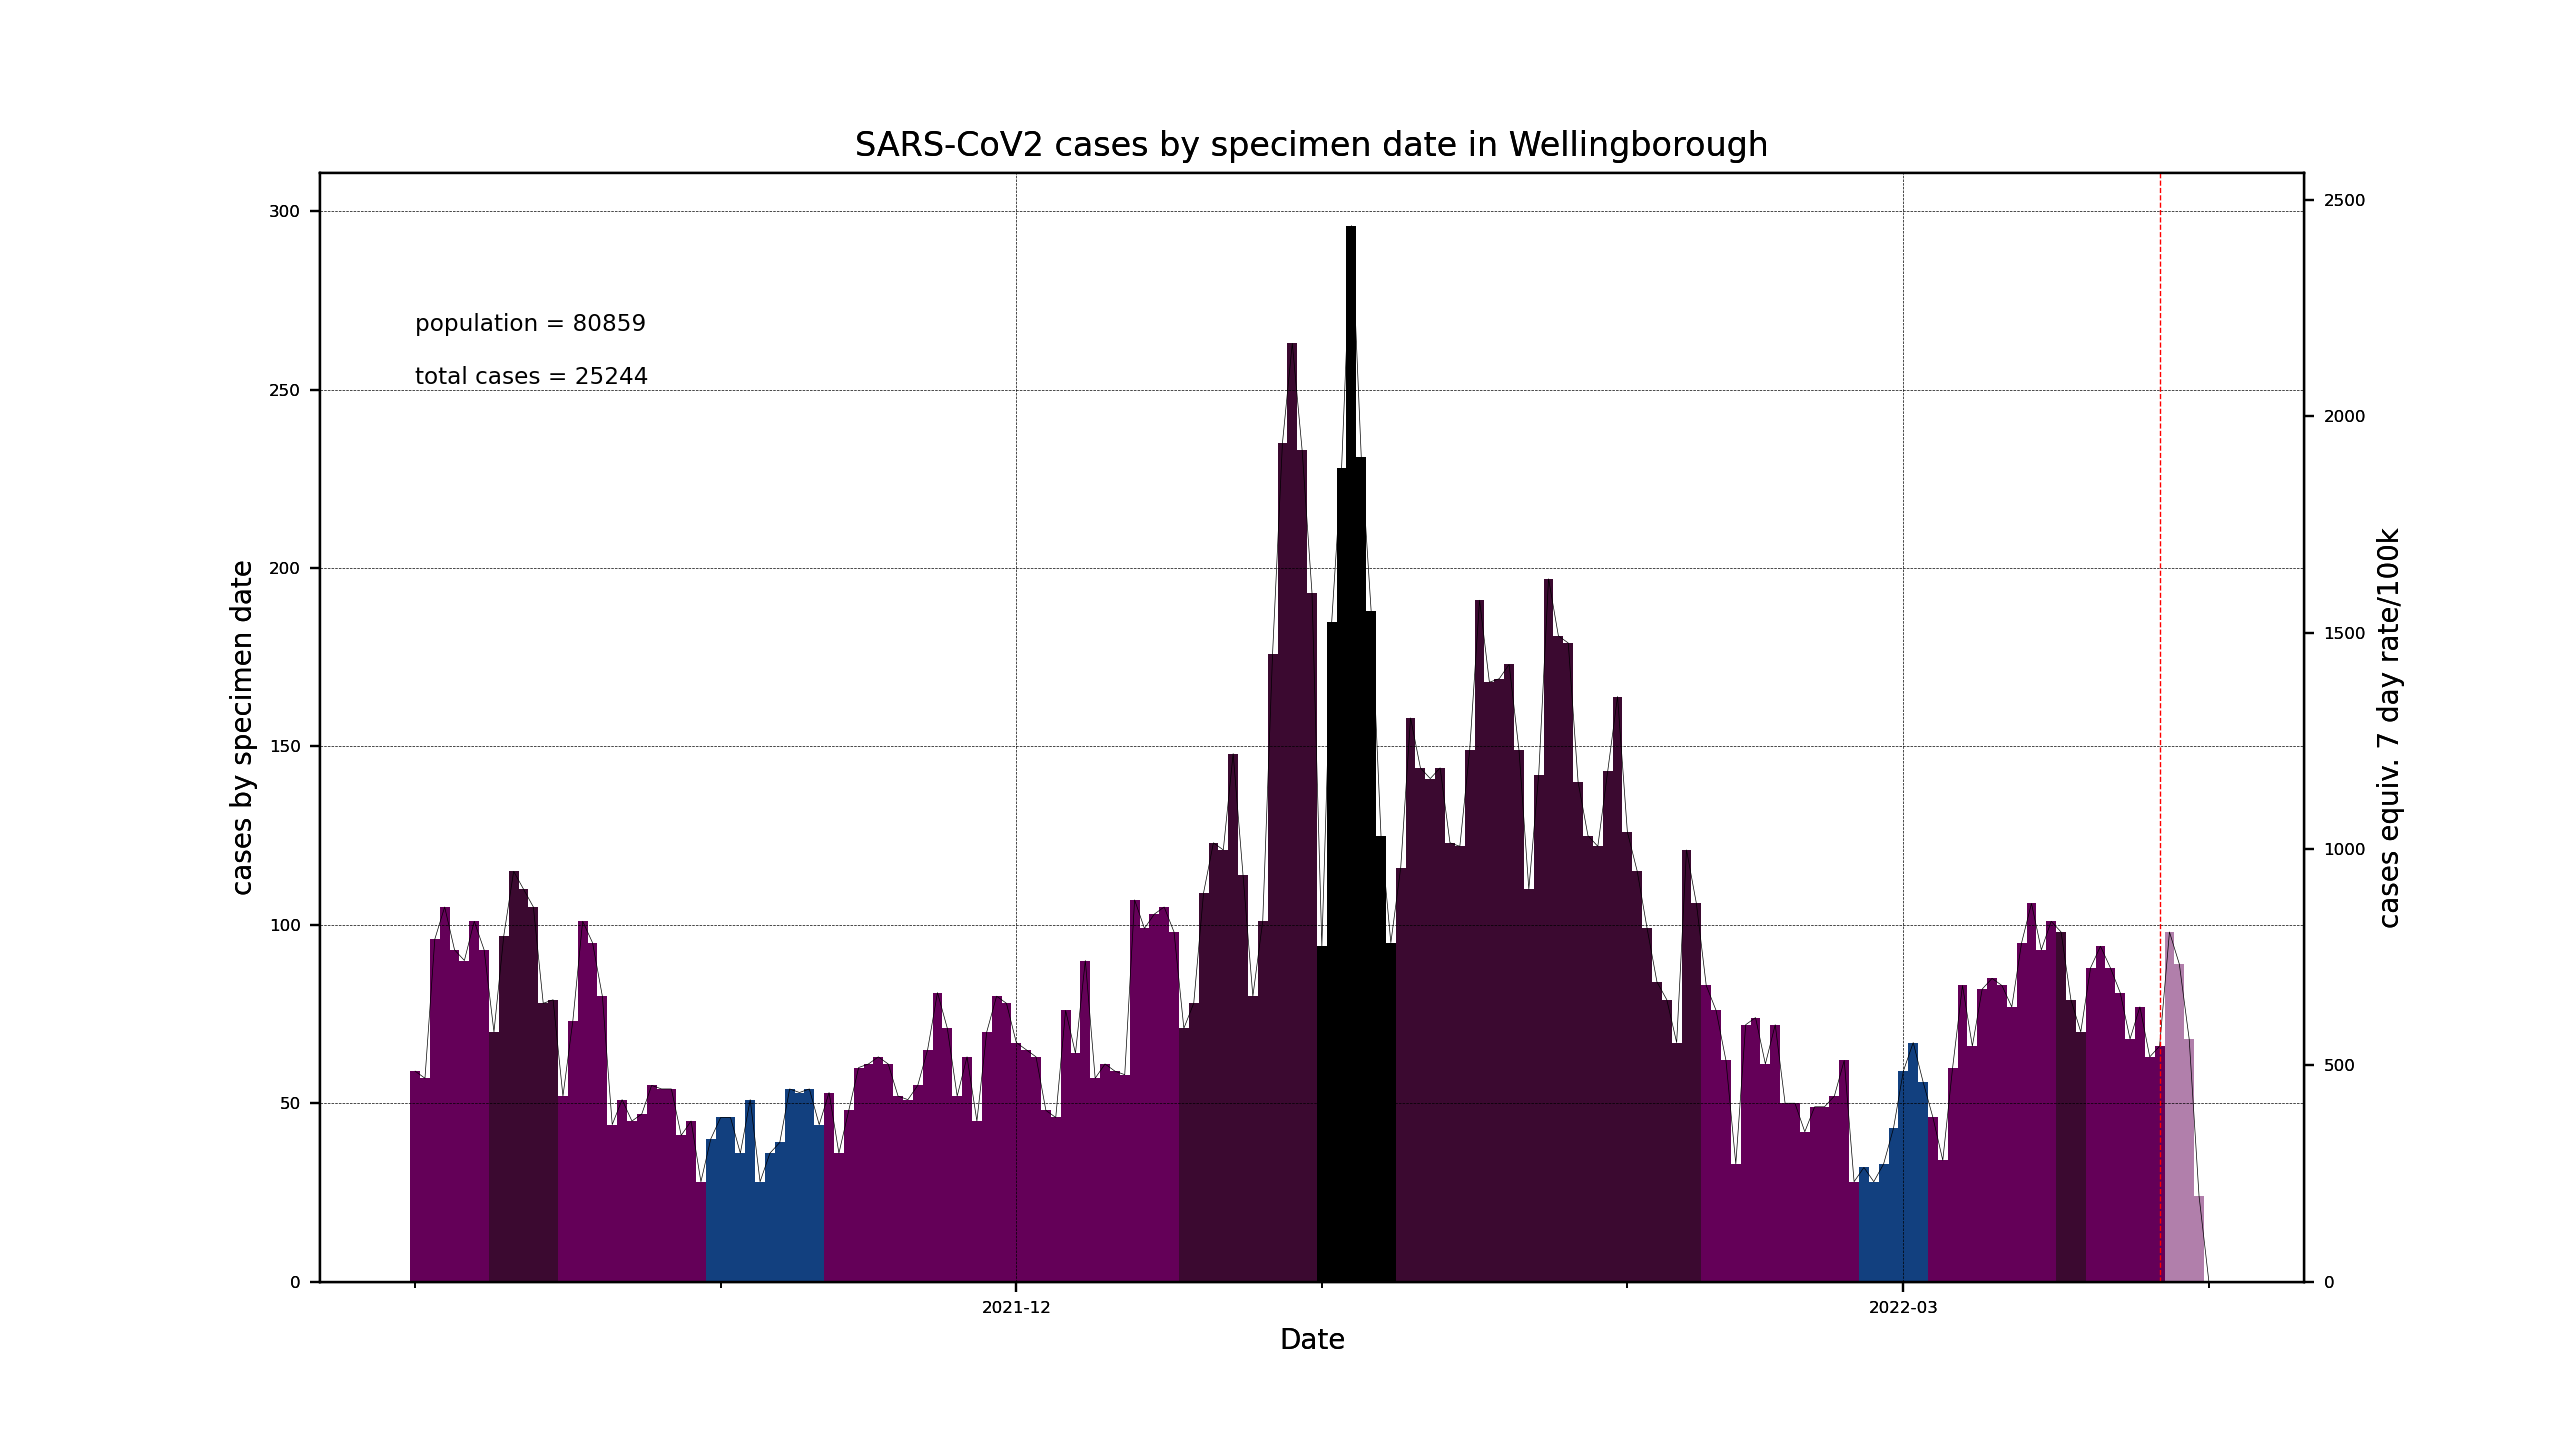 SARS-CoV2 cases by specimen date in Wellingborough
population = 80859
total cases = 25244
cases by specimen date
300
250
200
150
100
50
0
2500
2000
1500
1000
500
0
cases equiv. 7 day rate/100k
2021-12
2022-03
Date